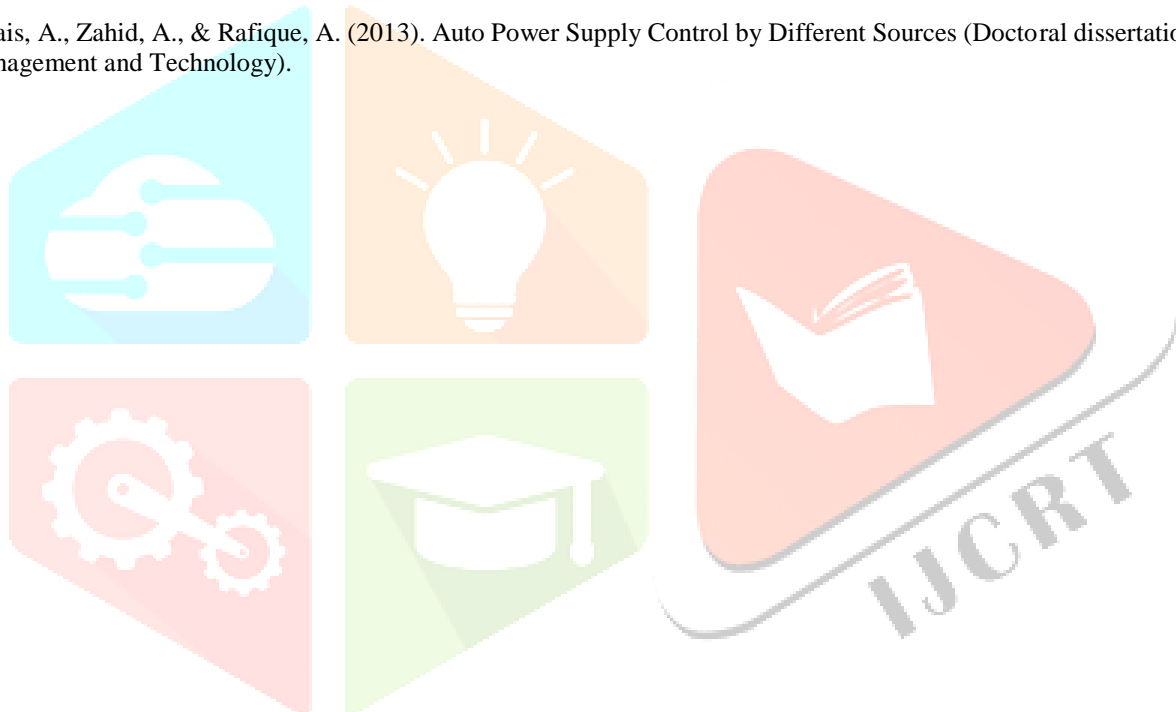 ais, A., Zahid, A., & Rafique, A. (2013). Auto Power Supply Control by Different Sources (Doctoral dissertatio
nagement and Technology).
IJCRT